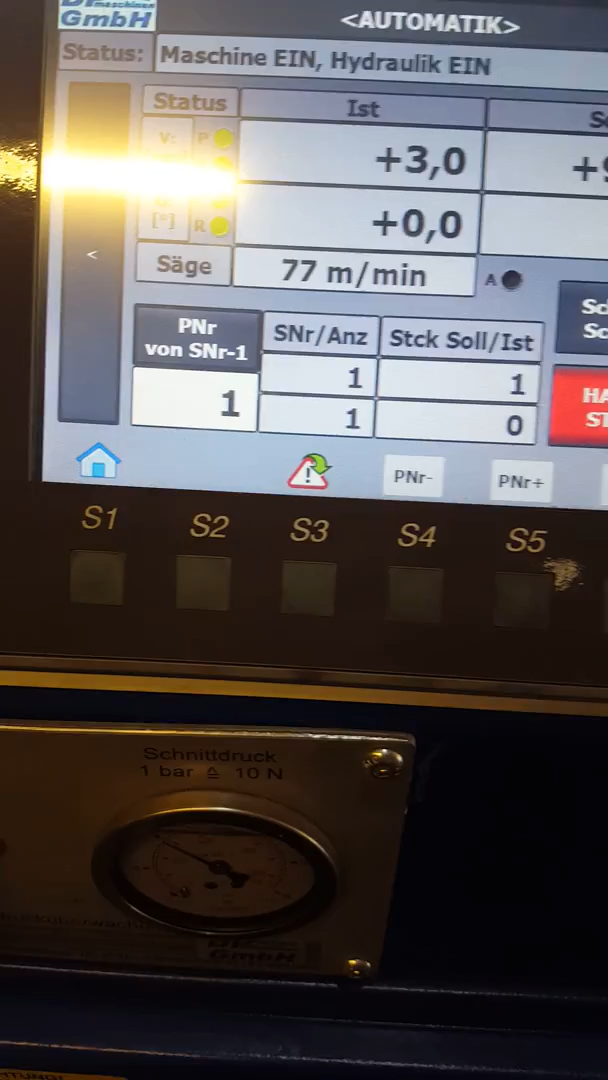 maschinen
GmbH
<AUTOMATIK>
Status: Maschine EIN, Hydraulik EIN
Status Ist
V: P
+3,0
[°] R
+0,0
Säge 77 m/min A
<
PNr
von SNr-1
SNr/Anz Stck Soll/Ist
1 1
1
1 0
PNr- PNr+
S1 S2 S3 S4 S5
Schnittdruck
1 bar ≙ 10 N
GmbH